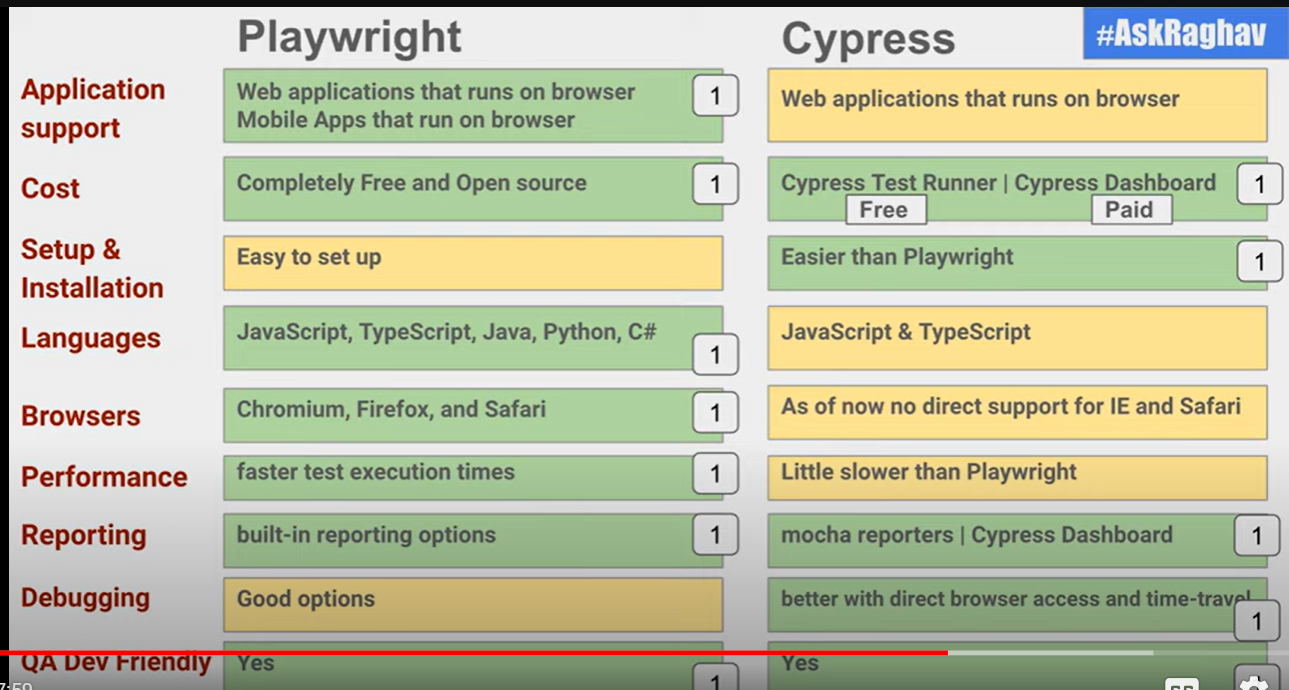 Playwright
Cypress
#AskRaghav
Application
support
Web applications that runs on browser
Mobile Apps that run on browser
1
Web applications that runs on browser
Cost
Completely Free and Open source
1
Cypress Test Runner | Cypress Dashboard
1
Free
Paid
Setup &
Installation
Easy to set up
Easier than Playwright
1
Languages
JavaScript, TypeScript, Java, Python, C#
1
JavaScript & TypeScript
Browsers
Chromium, Firefox, and Safari
1
As of now no direct support for IE and Safari
Performance
faster test execution times
1
Little slower than Playwright
Reporting
built-in reporting options
1
mocha reporters | Cypress Dashboard
1
Debugging
Good options
better with direct browser access and time-travel
1
QA Dev Friendly
Yes
1
Yes